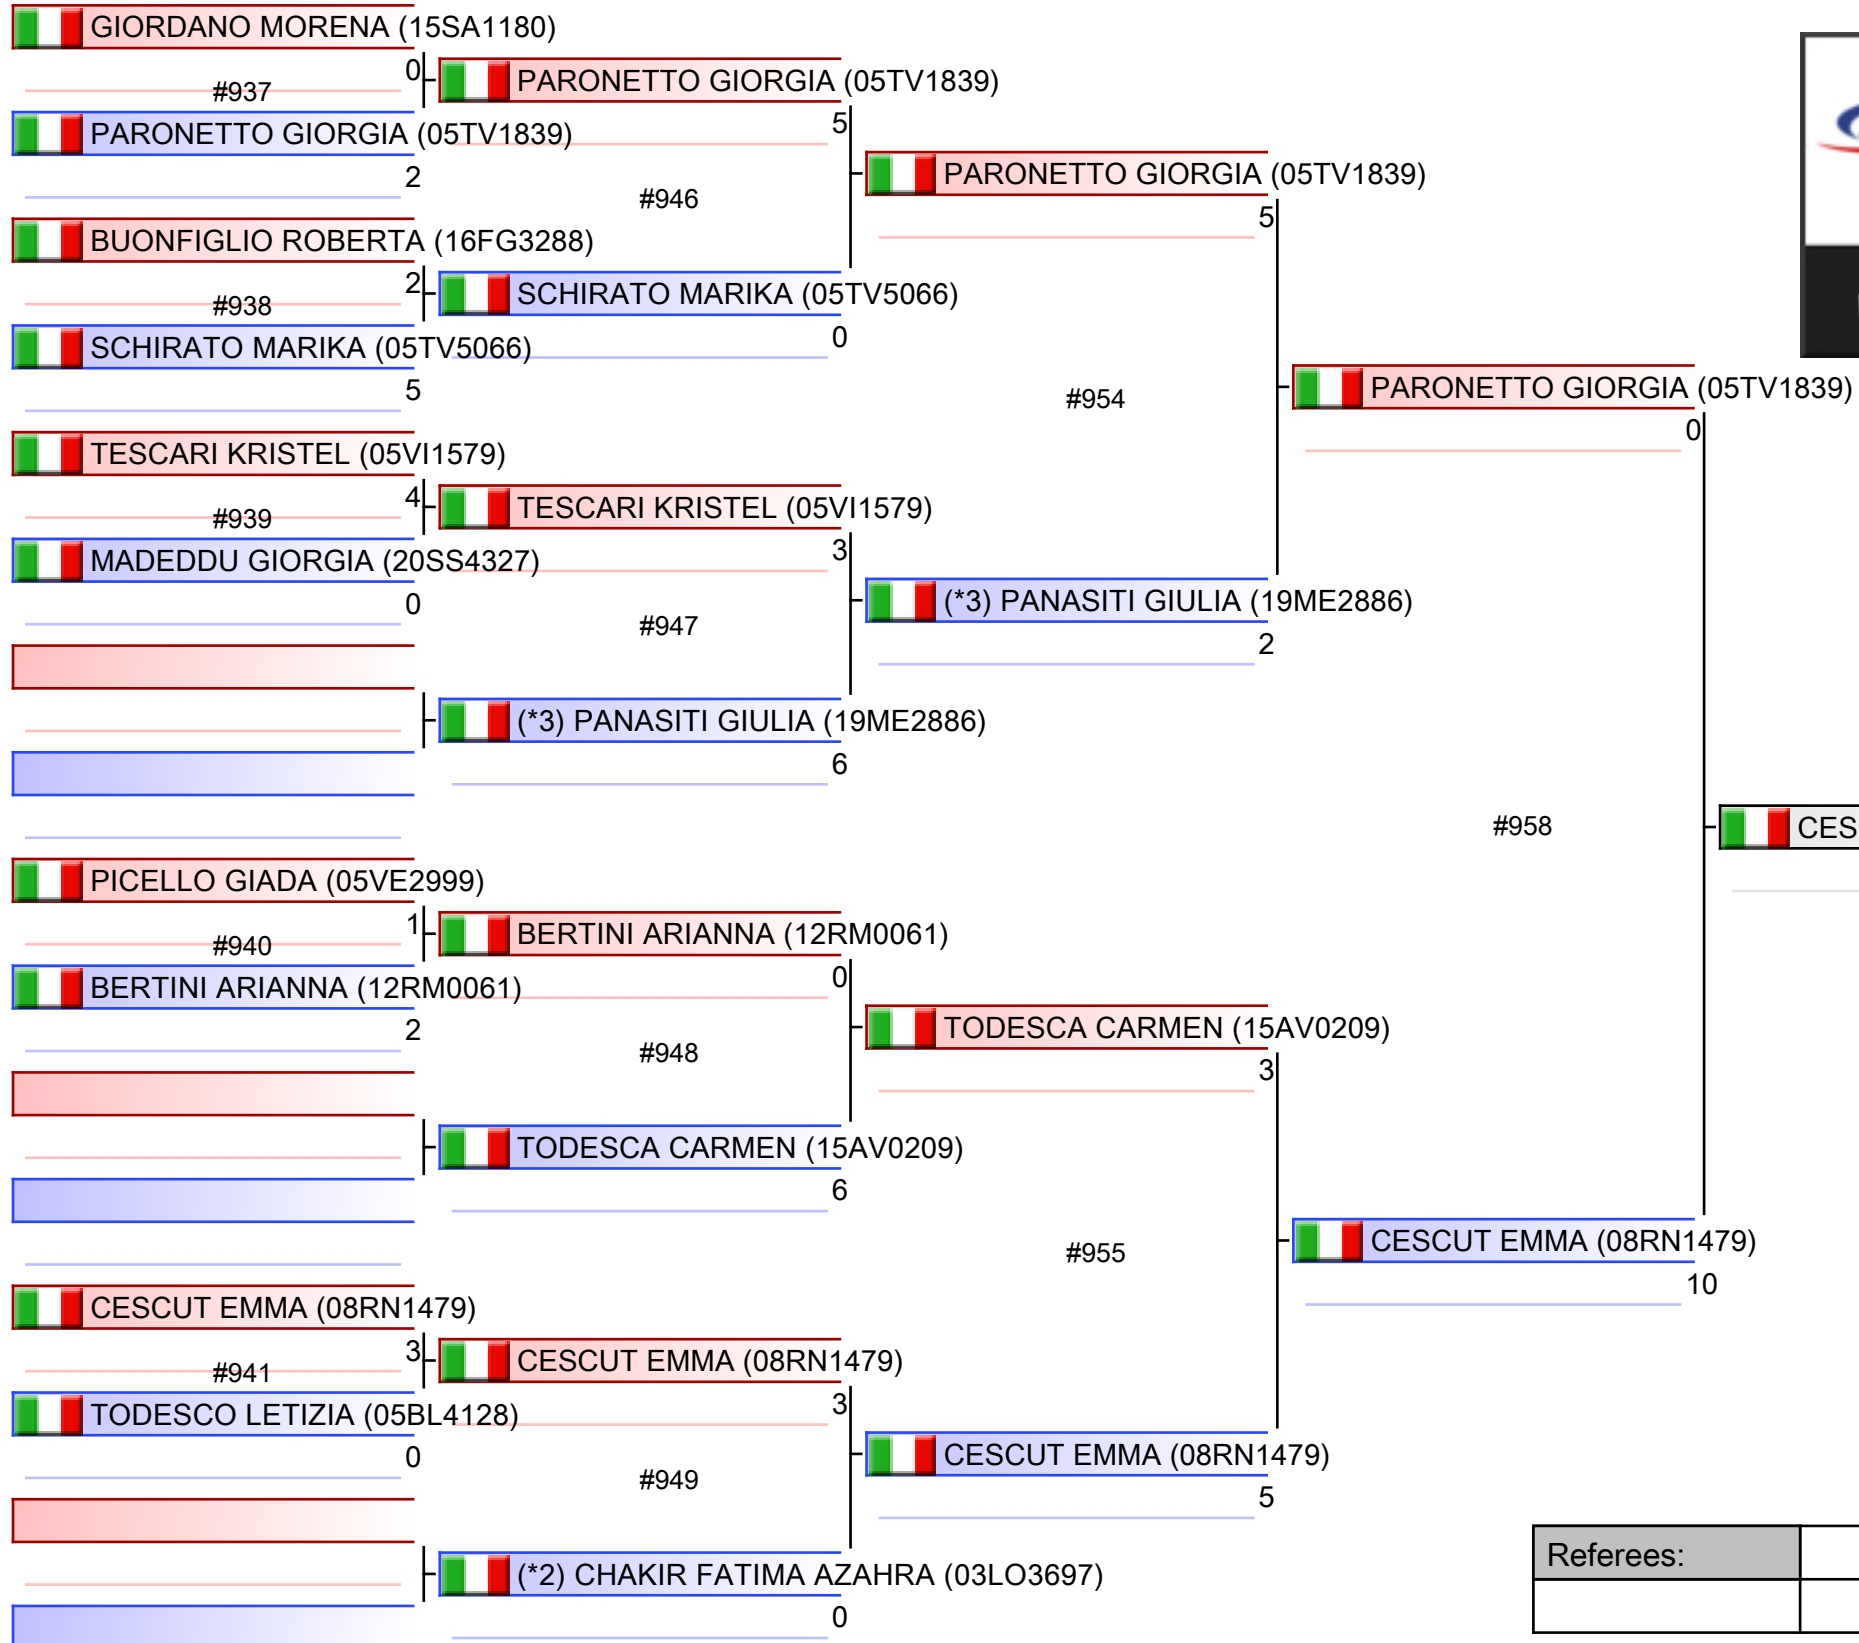 GIORDANO MORENA (15SA1180)
0
#937
PARONETTO GIORGIA (05TV1839)
2
BUONFIGLIO ROBERTA (16FG3288)
2
#938
SCHIRATO MARIKA (05TV5066)
5
TESCARI KRISTEL (05VI1579)
4
#939
MADEDDU GIORGIA (20SS4327)
0
PICELLO GIADA (05VE2999)
1
#940
BERTINI ARIANNA (12RM0061)
2
CESCUT EMMA (08RN1479)
3
#941
TODESCO LETIZIA (05BL4128)
0
PARONETTO GIORGIA (05TV1839)
5
#946
SCHIRATO MARIKA (05TV5066)
0
TESCARI KRISTEL (05VI1579)
3
#947
(*3) PANASITI GIULIA (19ME2886)
6
BERTINI ARIANNA (12RM0061)
0
#948
TODESCA CARMEN (15AV0209)
6
CESCUT EMMA (08RN1479)
3
#949
(*2) CHAKIR FATIMA AZAHRA (03LO3697)
0
PARONETTO GIORGIA (05TV1839)
5
#954
(*3) PANASITI GIULIA (19ME2886)
2
TODESCA CARMEN (15AV0209)
3
#955
CESCUT EMMA (08RN1479)
5
PARONETTO GIORGIA (05TV1839)
0
#958
CESCUT EMMA (08RN1479)
10
CES
Referees: